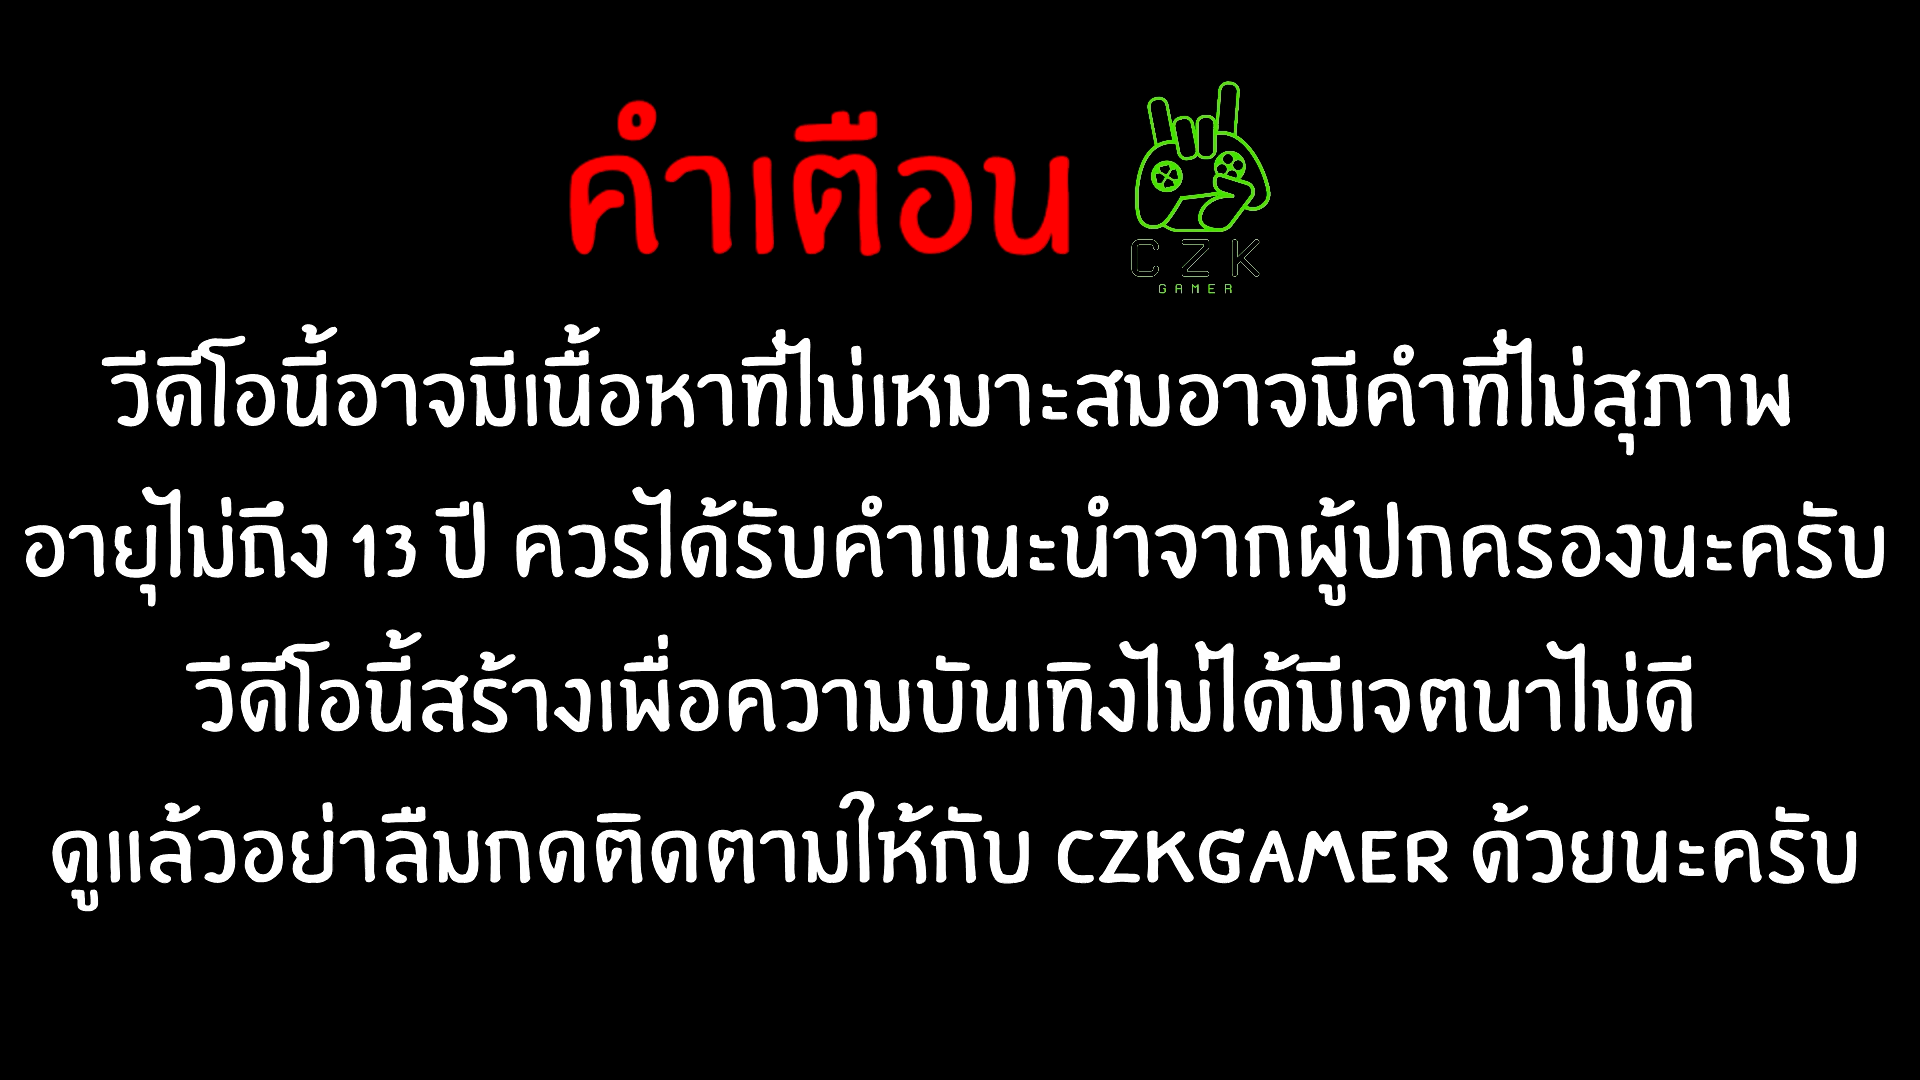 คำเตือน
CZK
GAMER
วีดีโอนี้อาจมีเนื้อหาที่ไม่เหมาะสมอาจมีคำที่ไม่สุภาพ
อายุไม่ถึง 13 ปี ควรได้รับคำแนะนำจากผู้ปกครองนะครับ
วีดีโอนี้สร้างเพื่อความบันเทิงไม่ได้มีเจตนาไม่ดี
ดูแล้วอย่าลืมกดติดตามให้กับ CZKGAMER ด้วยนะครับ